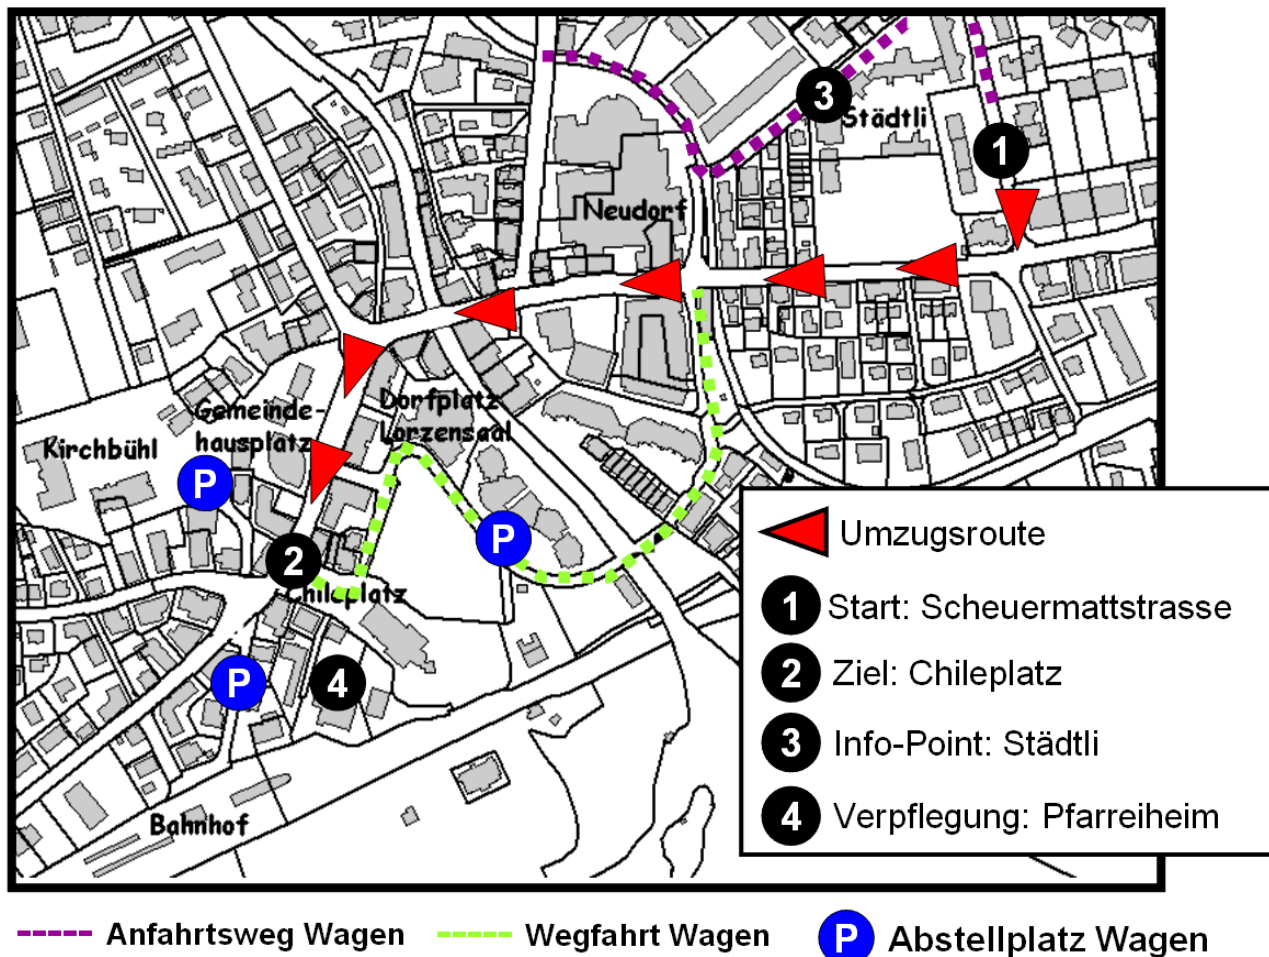 3
Städtli
1
Neudorf
Gemeinde-
hausplatz
Dorfplatz
Lorzensaal
Kirchbühl
P
P
2
Chileplatz
P
4
Bahnhof
Umzugsroute
1 Start: Scheuermattstrasse
2 Ziel: Chileplatz
3 Info-Point: Städtli
4 Verpflegung: Pfarreiheim
Anfahrtsweg Wagen Wegfahrt Wagen P Abstellplatz Wagen